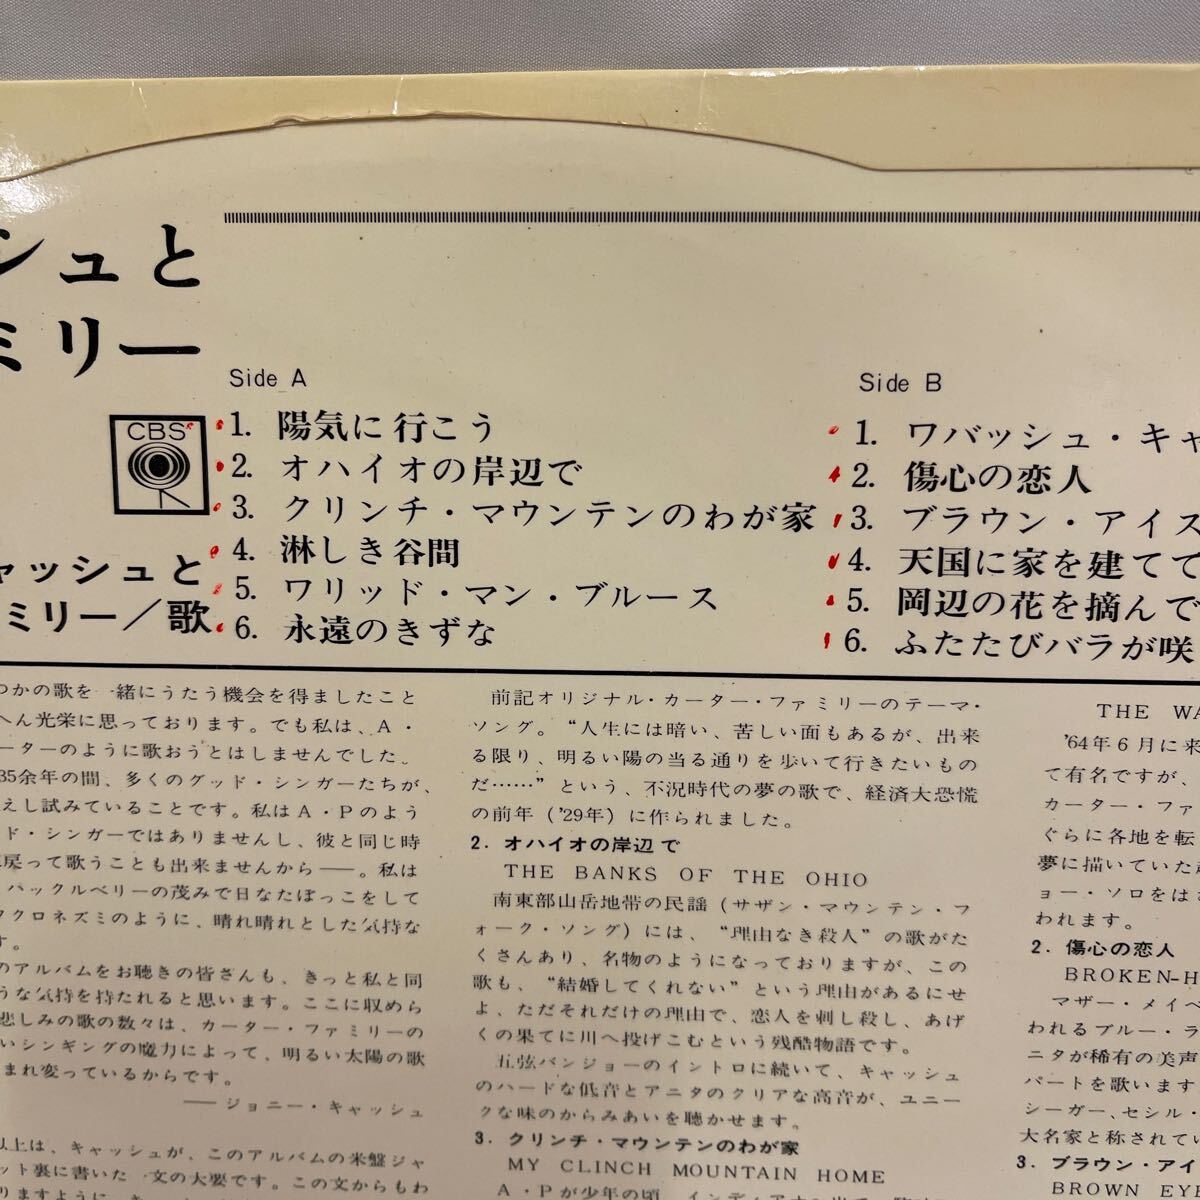 シュと
ミリー
CBS
ャッシュと
ミリー／歌
Side A
1. 陽気に行こう
2. オハイオの岸辺で
3. クリンチ・マウンテンのわが家
4. 淋しき谷間
5. ワリッド・マン・ブルース
6. 永遠のきずな
Side B
1. ワバッシュ・キャ
2. 傷心の恋人
3. ブラウン・アイズ
4. 天国に家を建てて
5. 岡辺の花を摘んで
6. ふたたびバラが咲
つかの歌を一緒にうたう機会を得ましたこと
へん光栄に思っております。でも私は、A・
ーターのように歌おうとはしませんでした。
35余年の間、多くのグッド・シンガーたちが、
えし試みていることです。私はA・Pのよう
ド・シンガーではありませんし、彼と同じ時
戻って歌うことも出来ませんから──。私は
ハックルベリーの茂みで日なたぼっこをして
クロネズミのように、晴れ晴れとした気持な
す。
のアルバムをお聴きの皆さんも、きっと私と同
うな気持を持たれると思います。ここに収めら
悲しみの歌の数々は、カーター・ファミリーの
いシンギングの魔力によって、明るい太陽の歌
まれ変っているからです。
──ジョニー・キャッシュ
以上は、キャッシュが、このアルバムの米盤ジャ
ット裏に書いた一文の大要です。この文からもわ
前記オリジナル・カーター・ファミリーのテーマ・
ソング。“人生には暗い、苦しい面もあるが、出来
る限り、明るい陽の当る通りを歩いて行きたいもの
だ……”という、不況時代の夢の歌で、経済大恐慌
の前年（'29年）に作られました。
2. オハイオの岸辺で
THE BANKS OF THE OHIO
南東部山岳地帯の民謡（サザン・マウンテン・フ
ォーク・ソング）には、“理由なき殺人”の歌がた
くさんあり、名物のようになっておりますが、この
歌も、“結婚してくれない”という理由があるにせ
よ、ただそれだけの理由で、恋人を刺し殺し、あげ
くの果てに川へ投げこむという残酷物語です。
五弦バンジョーのイントロに続いて、キャッシュ
のハードな低音とアニタのクリアな高音が、ユニー
クな味のからみあいを聴かせます。
3. クリンチ・マウンテンのわが家
MY CLINCH MOUNTAIN HOME
THE WA
'64年6月に来
て有名ですが、
カーター・ファ
ぐらに各地を転
夢に描いていた
ョー・ソロをは
われます。
2. 傷心の恋人
BROKEN-H
マザー・メイベ
われるブルー・ラ
ニタが稀有の美声
パートを歌います
シーガー、セシル・
大名家と称されてい
3. ブラウン・アイ
BROWN EYE